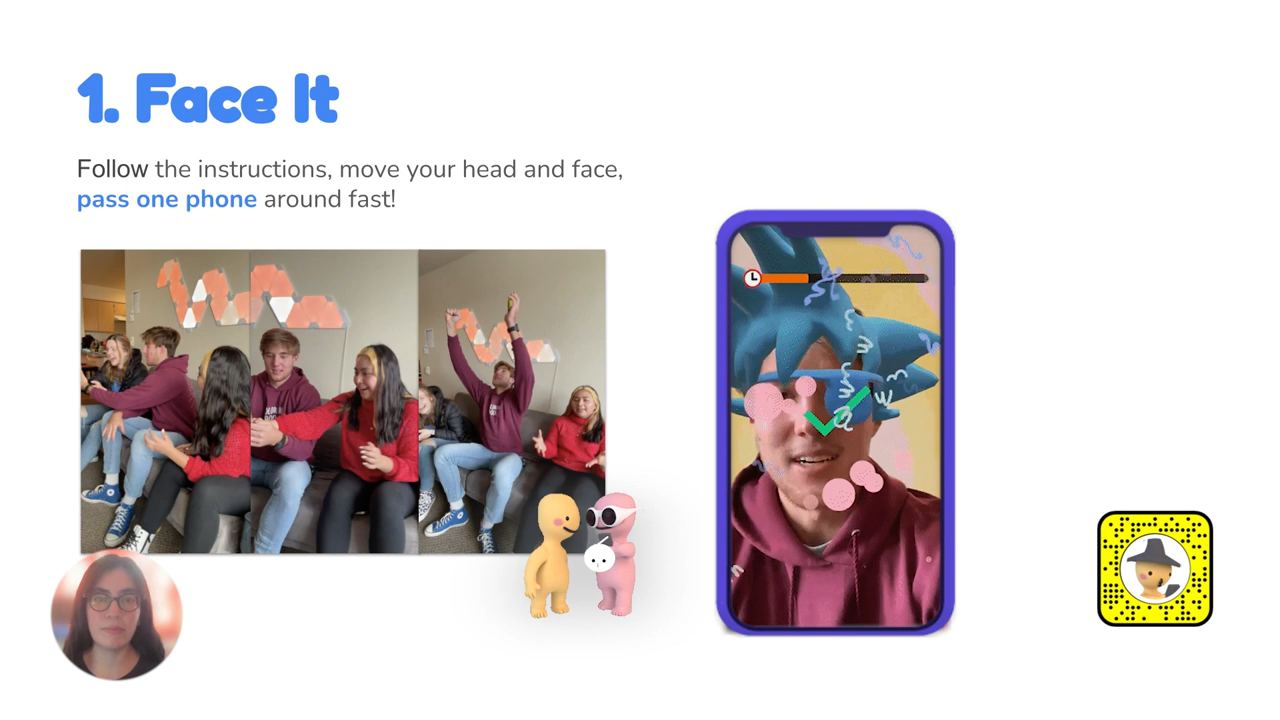 1. Face It
Follow the instructions, move your head and face,
pass one phone around fast!